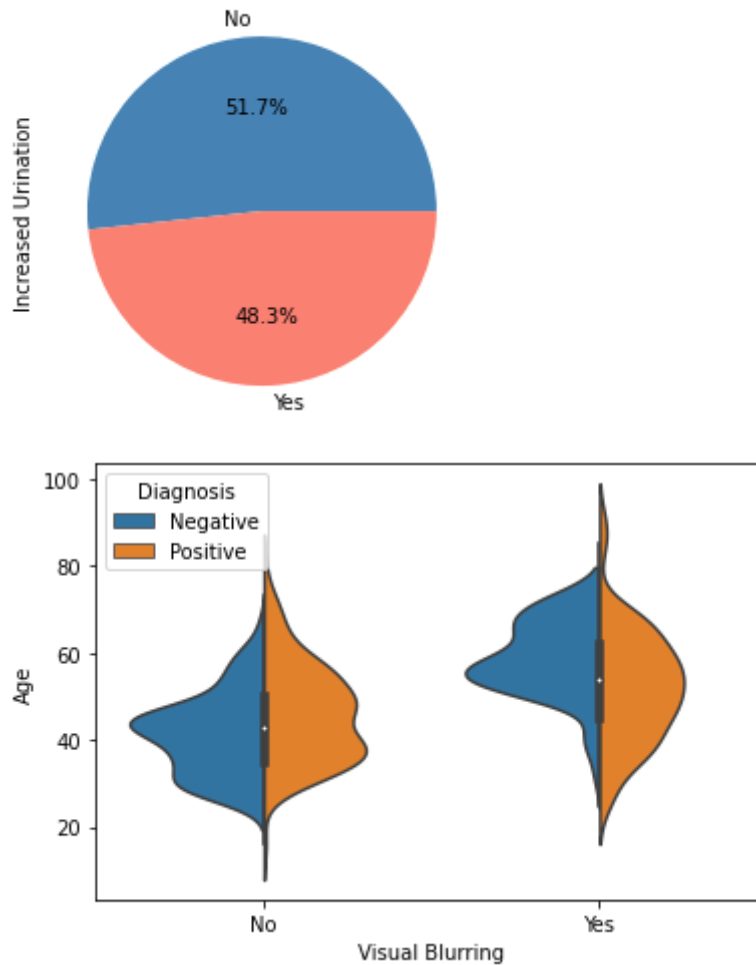 No
51.7%
Increased Urination
48.3%
Yes
100
80
60
40
20
Age
Diagnosis
Negative
Positive
No
Yes
Visual Blurring